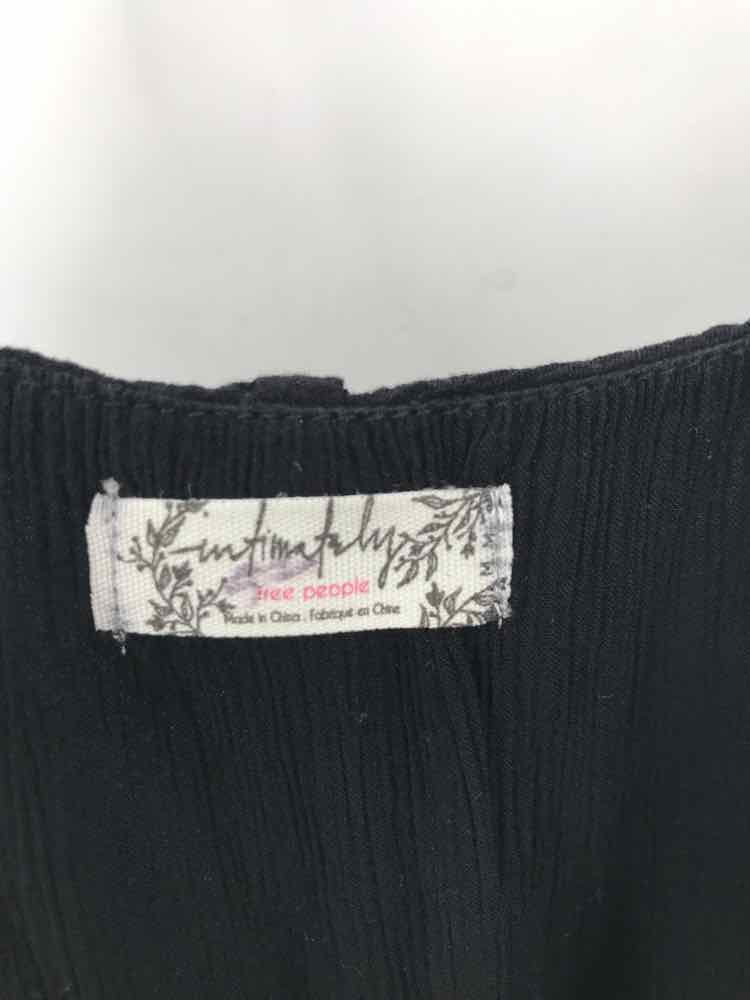 intimately
free people
Made in China . Fabriqué en Chine
M M